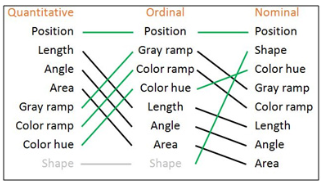 Quantitative Ordinal Nominal
Position Position Position
Length Gray ramp Shape
Angle Color ramp Color hue
Area Color hue Gray ramp
Gray ramp Length Color ramp
Color ramp Angle Length
Color hue Area Angle
Shape Shape Area